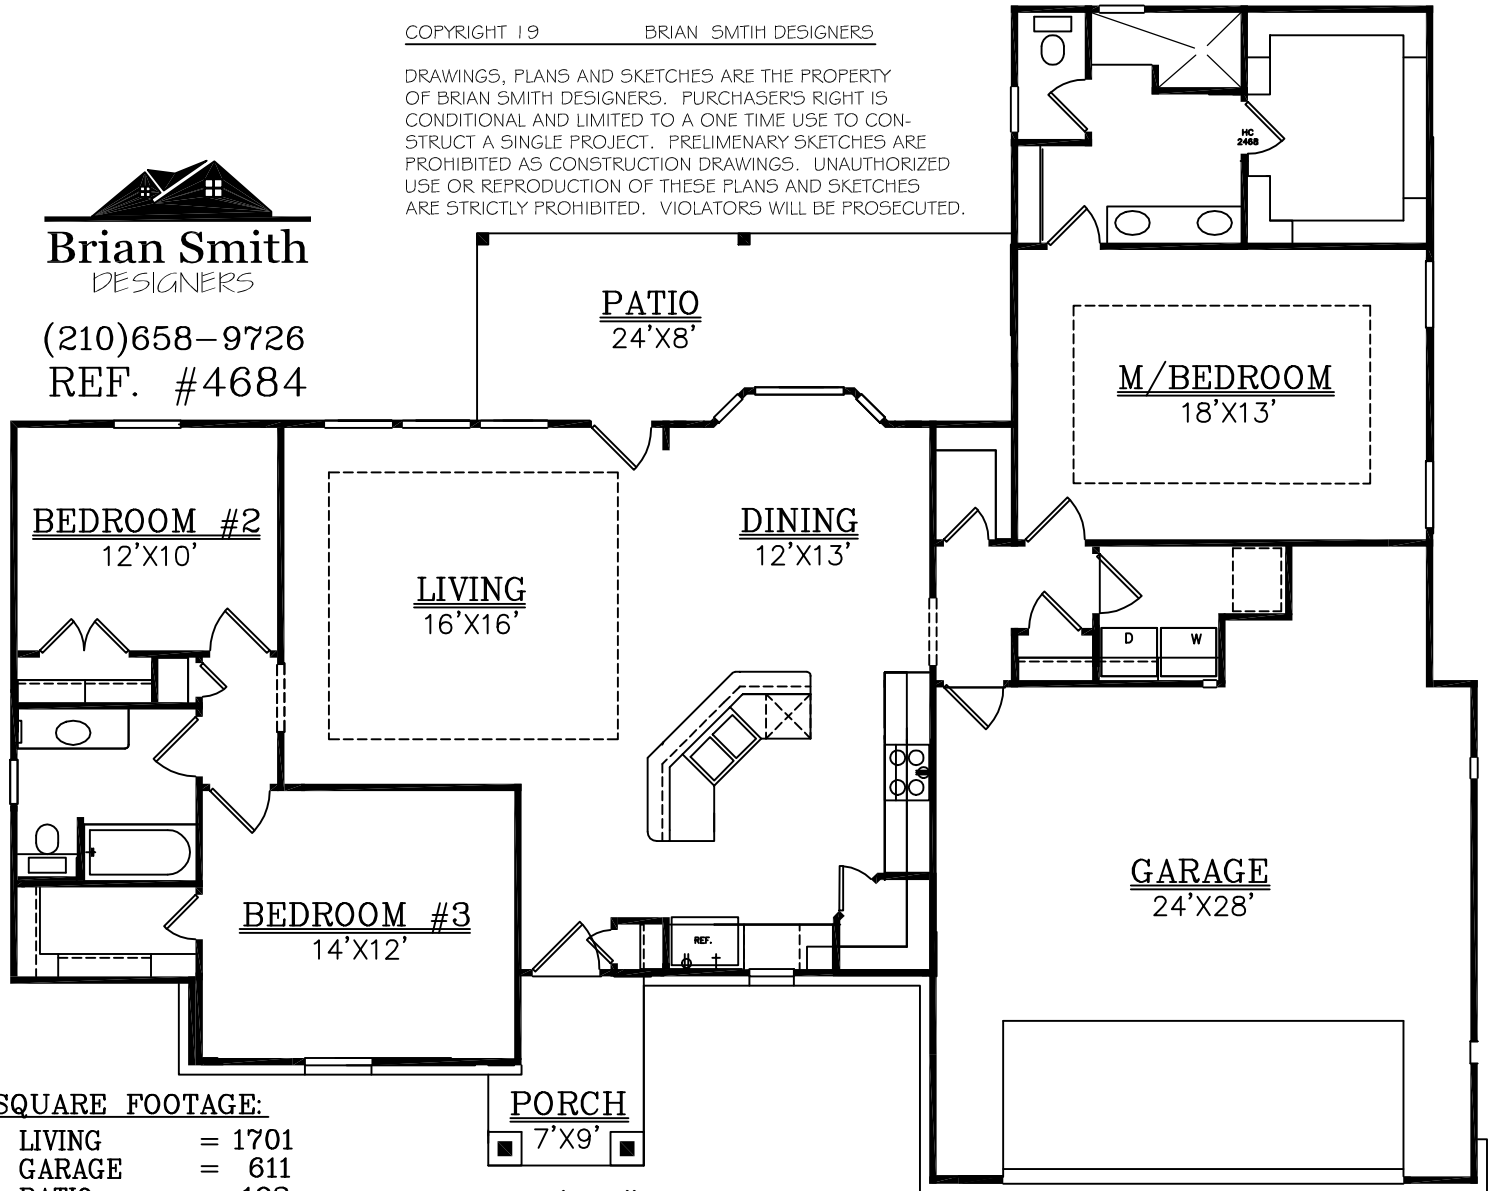 COPYRIGHT 19 BRIAN SMTIH DESIGNERS
DRAWINGS, PLANS AND SKETCHES ARE THE PROPERTY
OF BRIAN SMITH DESIGNERS. PURCHASER'S RIGHT IS
CONDITIONAL AND LIMITED TO A ONE TIME USE TO CON-
STRUCT A SINGLE PROJECT. PRELIMENARY SKETCHES ARE
PROHIBITED AS CONSTRUCTION DRAWINGS. UNAUTHORIZED
USE OR REPRODUCTION OF THESE PLANS AND SKETCHES
ARE STRICTLY PROHIBITED. VIOLATORS WILL BE PROSECUTED.
Brian Smith
DESIGNERS
(210)658-9726
REF. #4684
HC
2468
PATIO
24'X8'
M/BEDROOM
18'X13'
BEDROOM #2
12'X10'
DINING
12'X13'
LIVING
16'X16'
D
W
GARAGE
24'X28'
BEDROOM #3
14'X12'
REF.
PORCH
7'X9'
SQUARE FOOTAGE:
LIVING = 1701
GARAGE = 611
PATIO